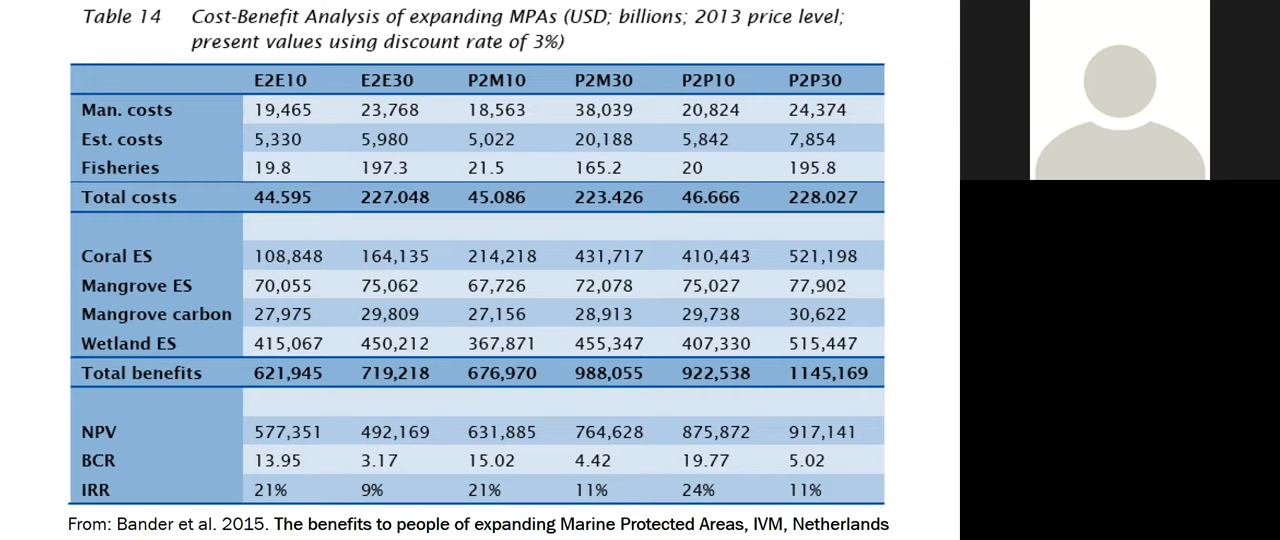 Table 14 Cost-Benefit Analysis of expanding MPAs (USD; billions; 2013 price level;
present values using discount rate of 3%)
E2E10 E2E30 P2M10 P2M30 P2P10 P2P30
Man. costs 19,465 23,768 18,563 38,039 20,824 24,374
Est. costs 5,330 5,980 5,022 20,188 5,842 7,854
Fisheries 19.8 197.3 21.5 165.2 20 195.8
Total costs 44.595 227.048 45.086 223.426 46.666 228.027
Coral ES 108,848 164,135 214,218 431,717 410,443 521,198
Mangrove ES 70,055 75,062 67,726 72,078 75,027 77,902
Mangrove carbon 27,975 29,809 27,156 28,913 29,738 30,622
Wetland ES 415,067 450,212 367,871 455,347 407,330 515,447
Total benefits 621,945 719,218 676,970 988,055 922,538 1145,169
NPV 577,351 492,169 631,885 764,628 875,872 917,141
BCR 13.95 3.17 15.02 4.42 19.77 5.02
IRR 21% 9% 21% 11% 24% 11%
From: Bander et al. 2015. The benefits to people of expanding Marine Protected Areas, IVM, Netherlands